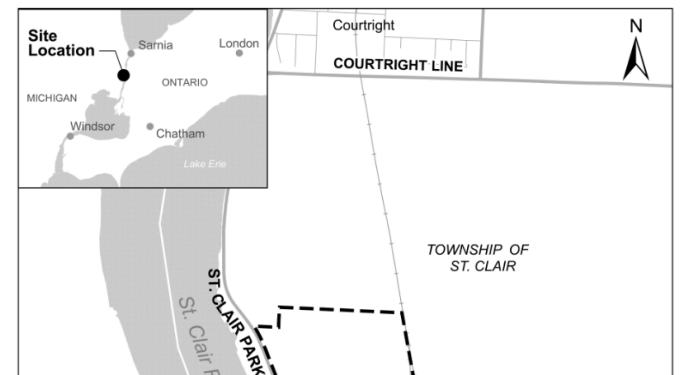 Courtright
N
Site
Location
Sarnia
London
COURTRIGHT LINE
ONTARIO
MICHIGAN
Windsor
Chatham
Lake Erie
TOWNSHIP OF
ST. CLAIR
ST. CLAIR PARK
St. Clair